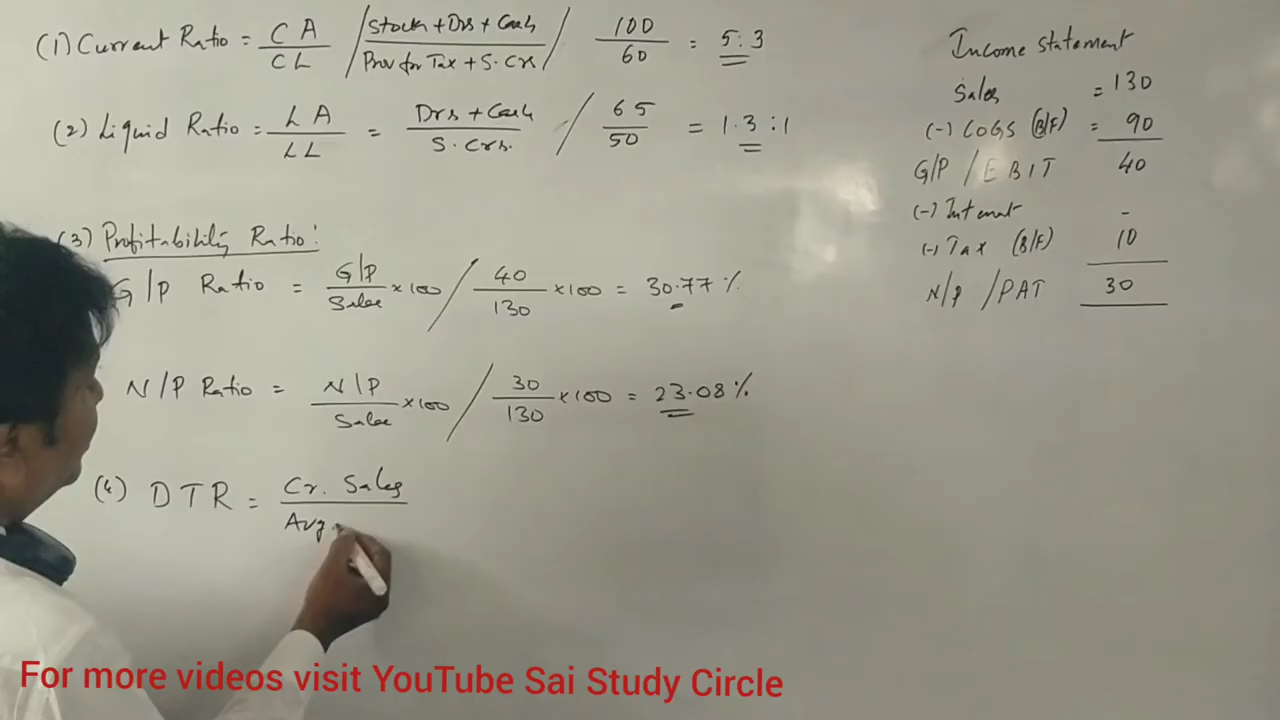 (1) Current Ratio = CA / CL / Stock + Drs + Cash / Prov for Tax + S. Crs / 100 / 60 = 5:3
(2) Liquid Ratio = LA / LL = Drs + Cash / S. Crs. / 65 / 50 = 1.3:1
(3) Profitability Ratio:
G/P Ratio = G/P / Sales × 100 / 40 / 130 × 100 = 30.77%
N/P Ratio = N/P / Sales × 100 / 30 / 130 × 100 = 23.08%
(4) DTR = Cr. Sales / Avg.
Income Statement
Sales = 130
(-) COGS (B/F) = 90
G/P / EBIT 40
(-) Interest -
(-) Tax (B/F) 10
N/P / PAT 30
For more videos visit YouTube Sai Study Circle